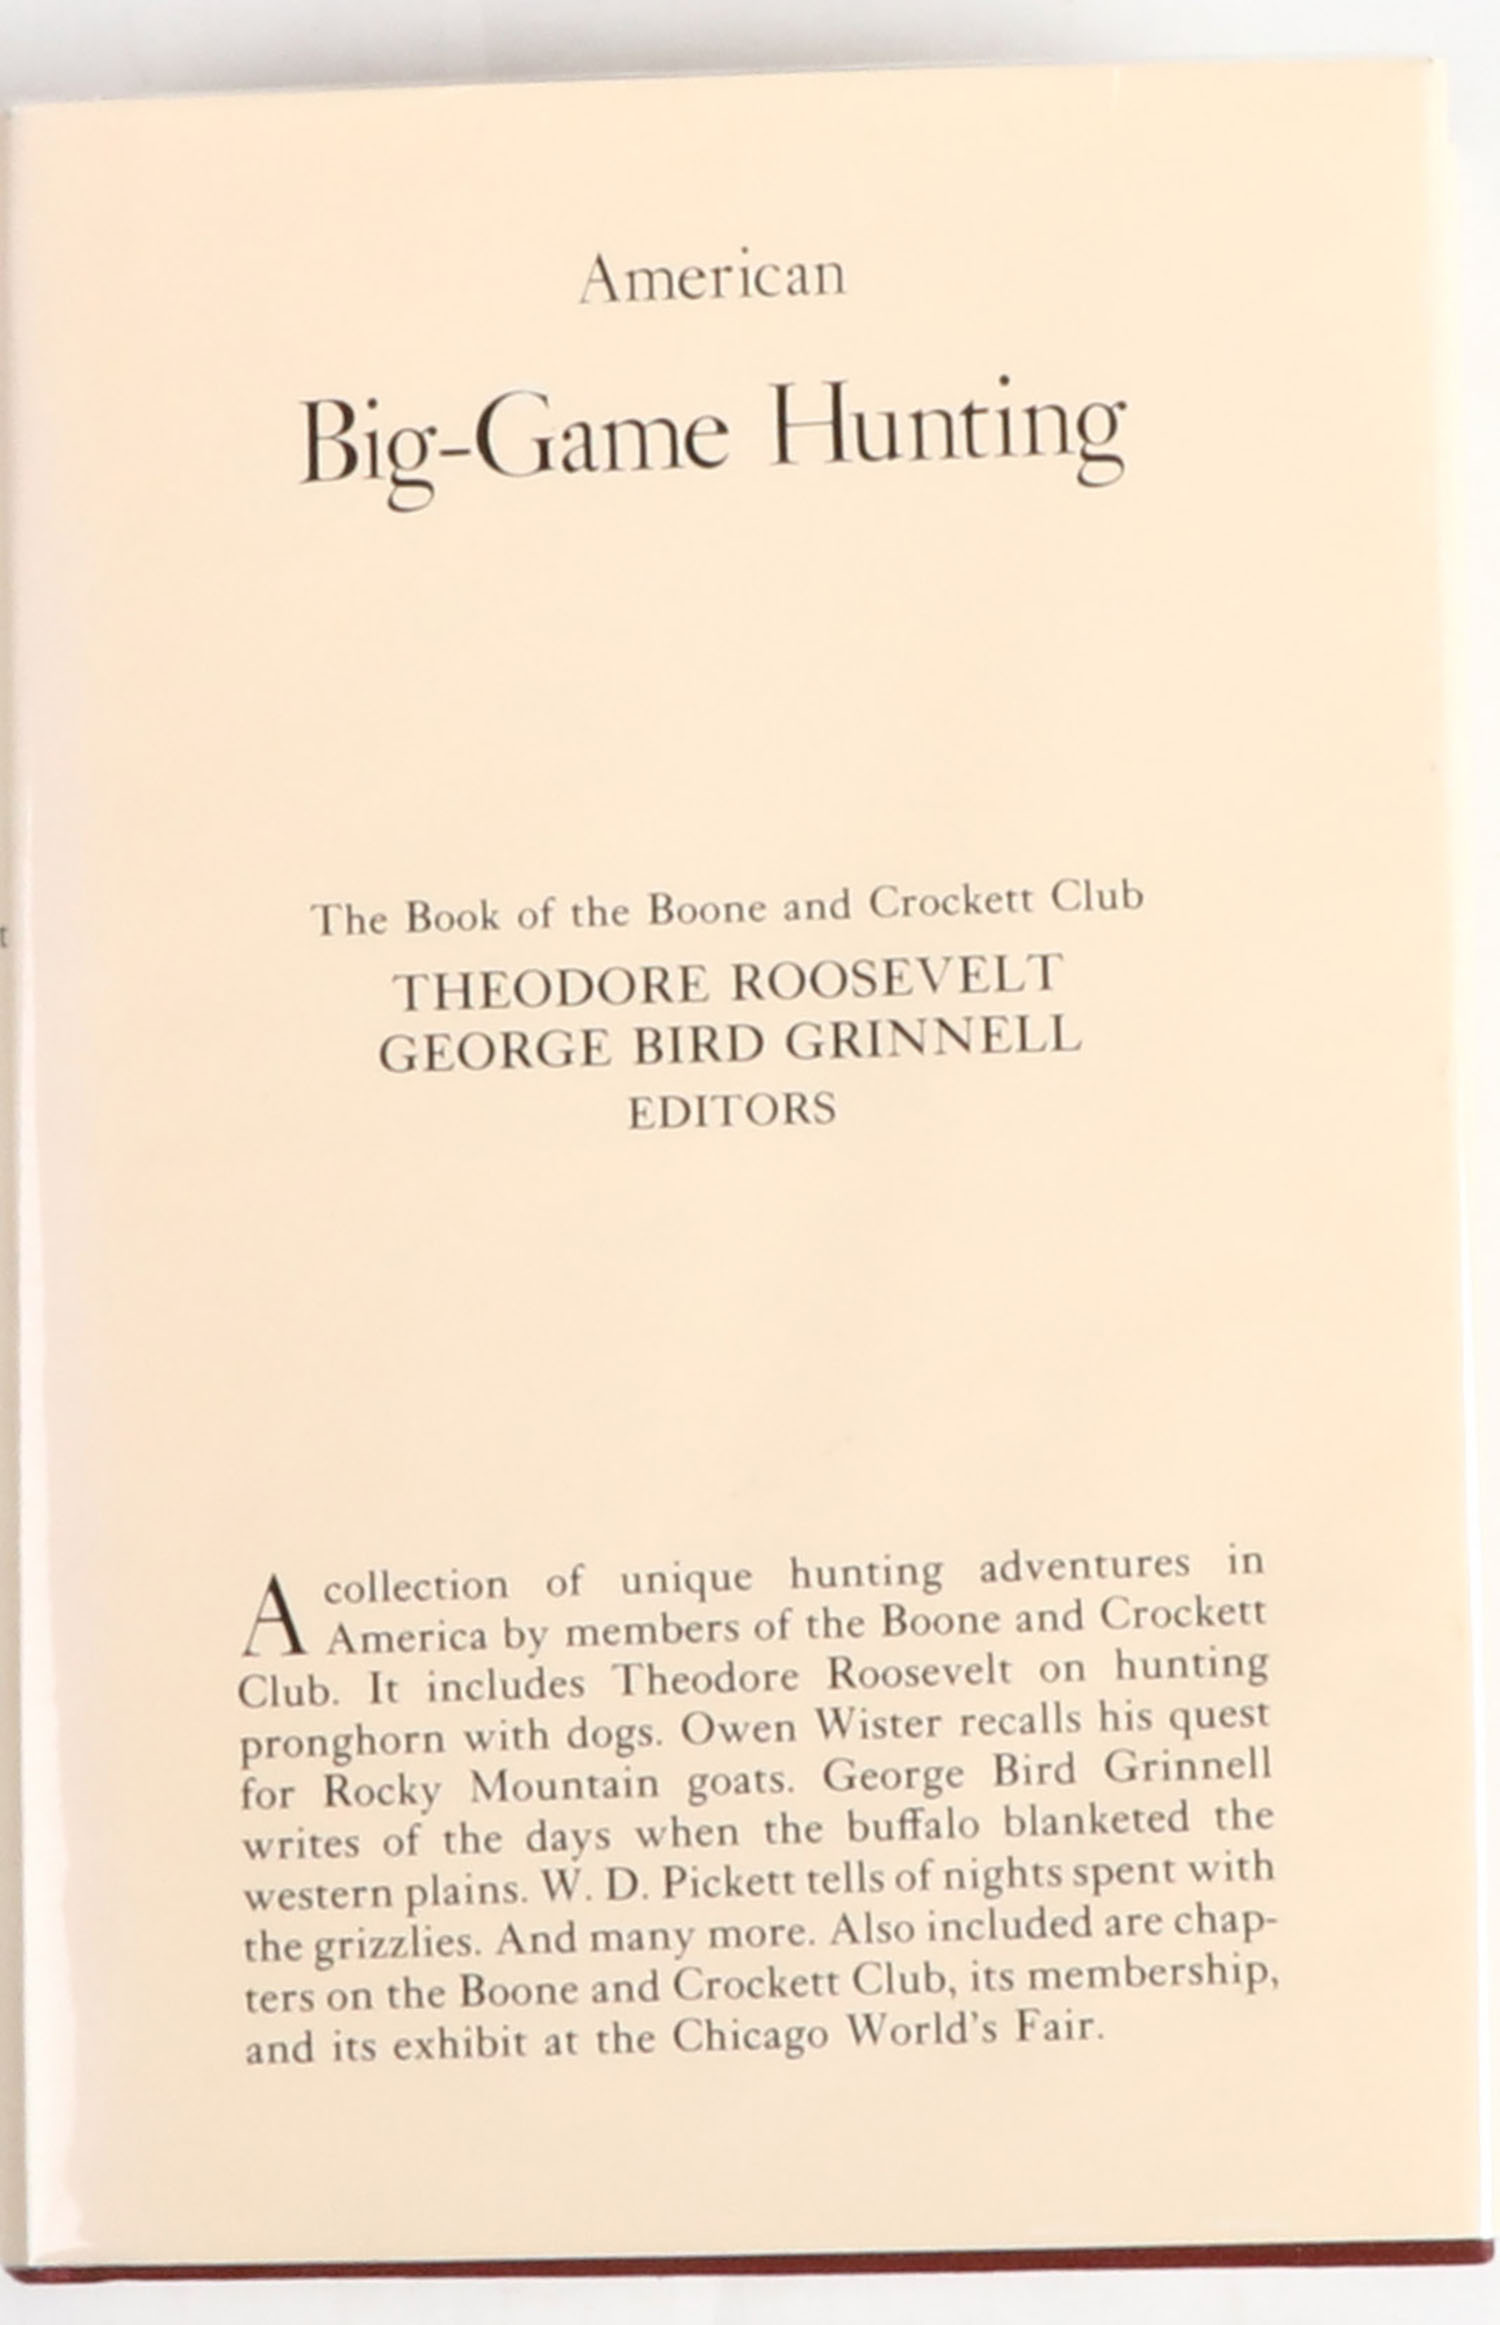 American
Big-Game Hunting
The Book of the Boone and Crockett Club
THEODORE ROOSEVELT
GEORGE BIRD GRINNELL
EDITORS
A collection of unique hunting adventures in
America by members of the Boone and Crockett
Club. It includes Theodore Roosevelt on hunting
pronghorn with dogs. Owen Wister recalls his quest
for Rocky Mountain goats. George Bird Grinnell
writes of the days when the buffalo blanketed the
western plains. W. D. Pickett tells of nights spent with
the grizzlies. And many more. Also included are chap-
ters on the Boone and Crockett Club, its membership,
and its exhibit at the Chicago World's Fair.